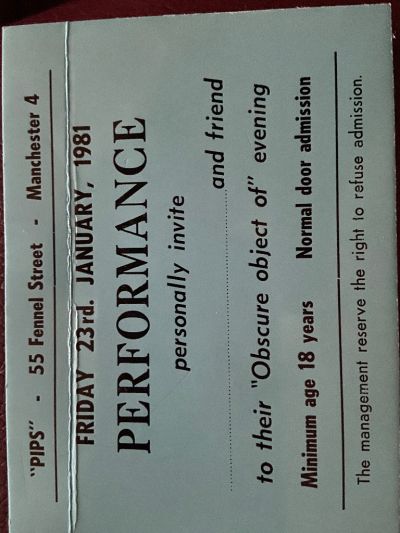 "PIPS" - 55 Fennel Street - Manchester 4
FRIDAY 23rd. JANUARY, 1981
PERFORMANCE
personally invite
and friend
to their "Obscure object of" evening
Minimum age 18 years Normal door admission
The management reserve the right to refuse admission.